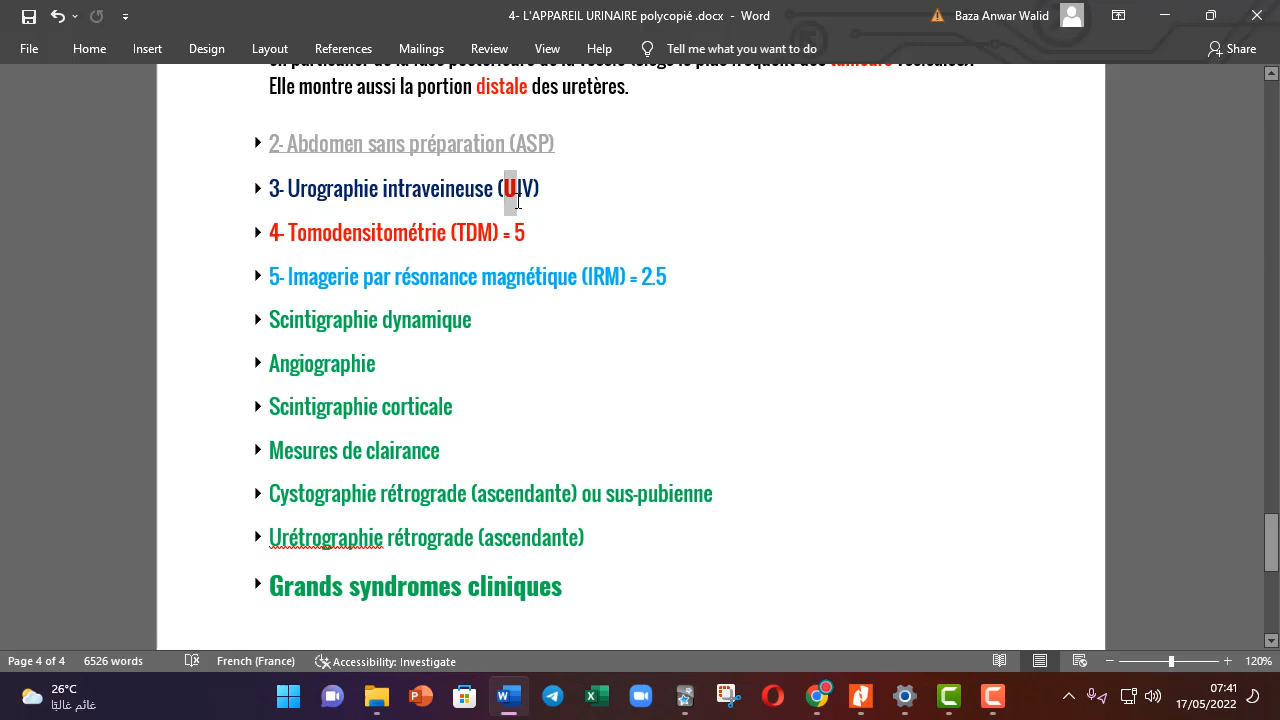 4- L'APPAREIL URINAIRE polycopié .docx - Word
Baza Anwar Walid
File Home Insert Design Layout References Mailings Review View Help Tell me what you want to do Share
Elle montre aussi la portion distale des uretères.
2- Abdomen sans préparation (ASP)
3- Urographie intraveineuse (UIV)
4- Tomodensitométrie (TDM) = 5
5- Imagerie par résonance magnétique (IRM) = 2.5
Scintigraphie dynamique
Angiographie
Scintigraphie corticale
Mesures de clairance
Cystographie rétrograde (ascendante) ou sus-pubienne
Urétrographie rétrograde (ascendante)
Grands syndromes cliniques
Page 4 of 4 6526 words French (France) Accessibility: Investigate 120%
26°C
غائم غالبًا
07:41
17/05/2022